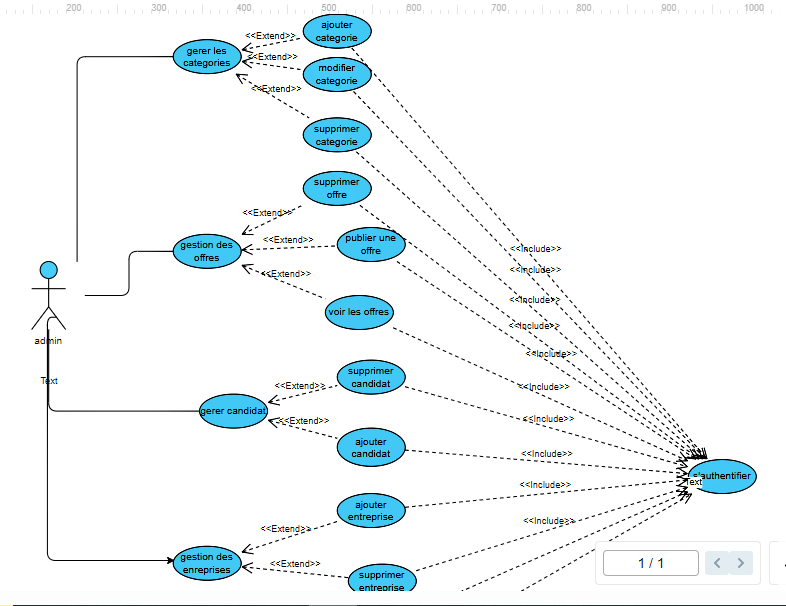 200 300 400 500 600 700 800 900 1000
ajouter
categorie
<<Extend>>
gerer les
categories
<<Extend>>
modifier
categorie
<<Extend>>
supprimer
categorie
supprimer
offre
<<Extend>>
publier une
offre
<<Extend>>
gestion des
offres
<<Include>>
<<Include>>
<<Extend>>
<<Include>>
voir les offres
<<Include>>
admin
<<Include>>
Text
supprimer
candidat
<<Extend>>
<<Include>>
gerer candidat
<<Extend>>
<<Include>>
ajouter
candidat
<<Include>>
s'authentifier
Text
<<Include>>
ajouter
entreprise
<<Extend>>
<<Include>>
gestion des
enreprises
<<Extend>>
supprimer
entreprise
1 / 1